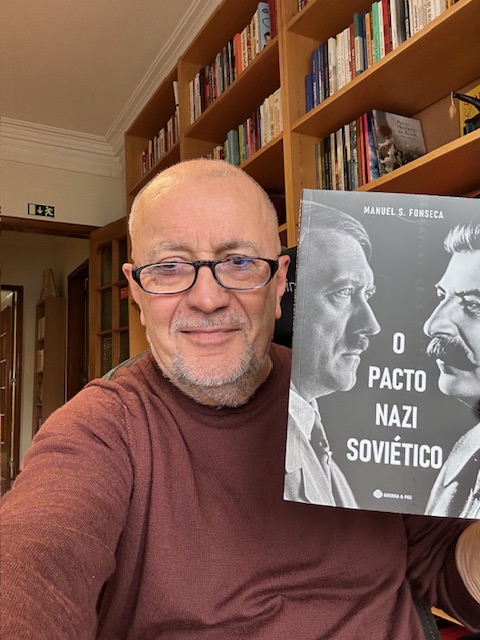 MANUEL S. FONSECA
O
PACTO
NAZI
SOVIÉTICO
GUERRA & PAZ